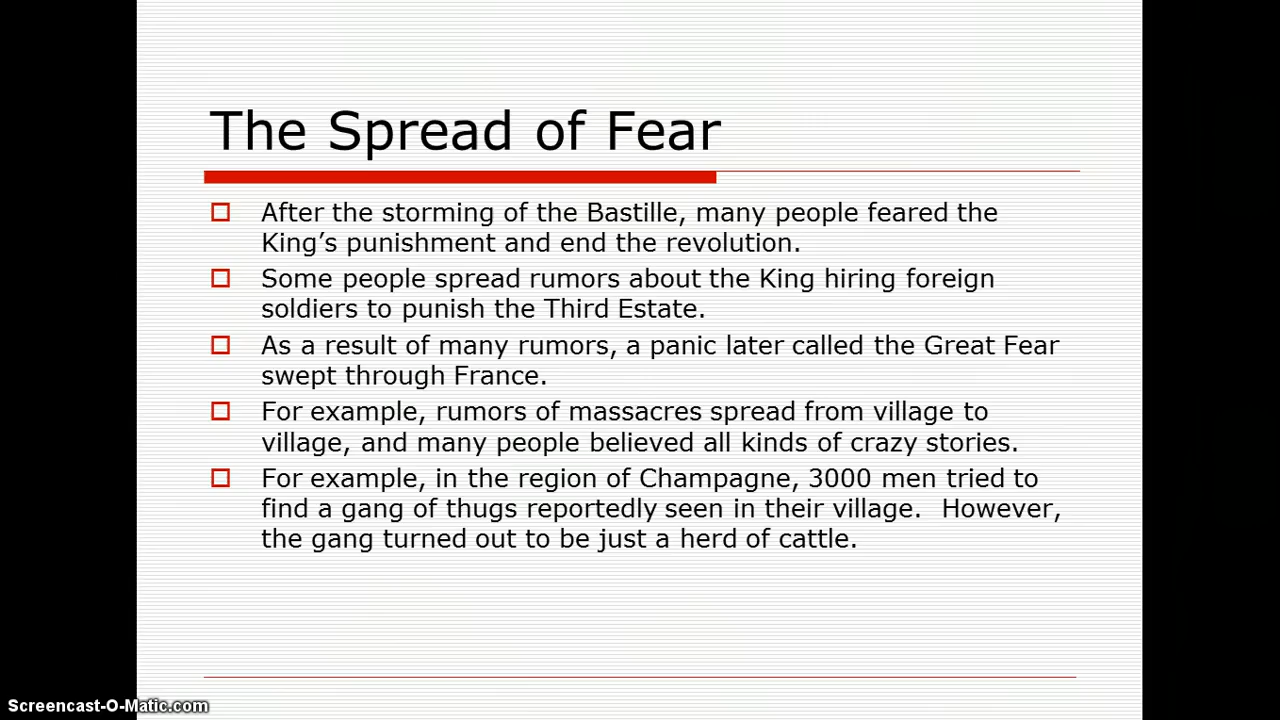 The Spread of Fear
After the storming of the Bastille, many people feared the
King’s punishment and end the revolution.
Some people spread rumors about the King hiring foreign
soldiers to punish the Third Estate.
As a result of many rumors, a panic later called the Great Fear
swept through France.
For example, rumors of massacres spread from village to
village, and many people believed all kinds of crazy stories.
For example, in the region of Champagne, 3000 men tried to
find a gang of thugs reportedly seen in their village.  However,
the gang turned out to be just a herd of cattle.
Screencast-O-Matic.com